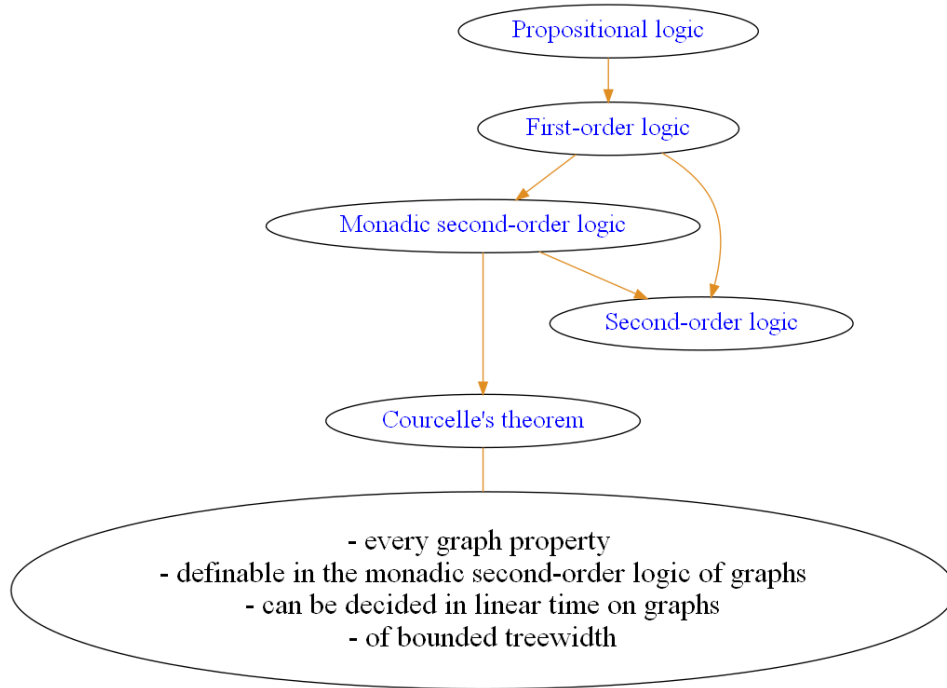 Propositional logic
First-order logic
Monadic second-order logic
Second-order logic
Courcelle's theorem
- every graph property
- definable in the monadic second-order logic of graphs
- can be decided in linear time on graphs
- of bounded treewidth